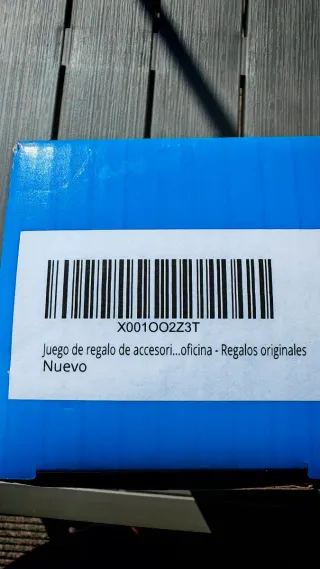 X001OO2Z3T
Juego de regalo de accesori...oficina - Regalos originales
Nuevo